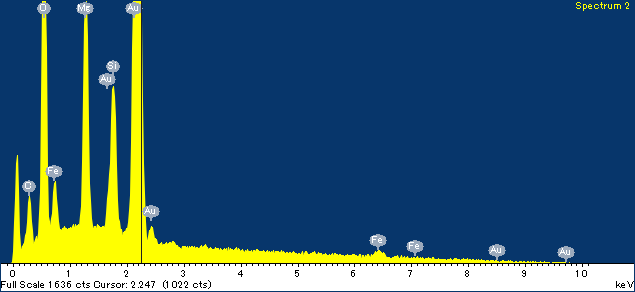 Spectrum 2
O Mg Au
Si
Au
Fe
O
Au
Fe Fe Au Au
0 1 2 3 4 5 6 7 8 9 10
Full Scale 1636 cts Cursor: 2.247 (1022 cts) keV